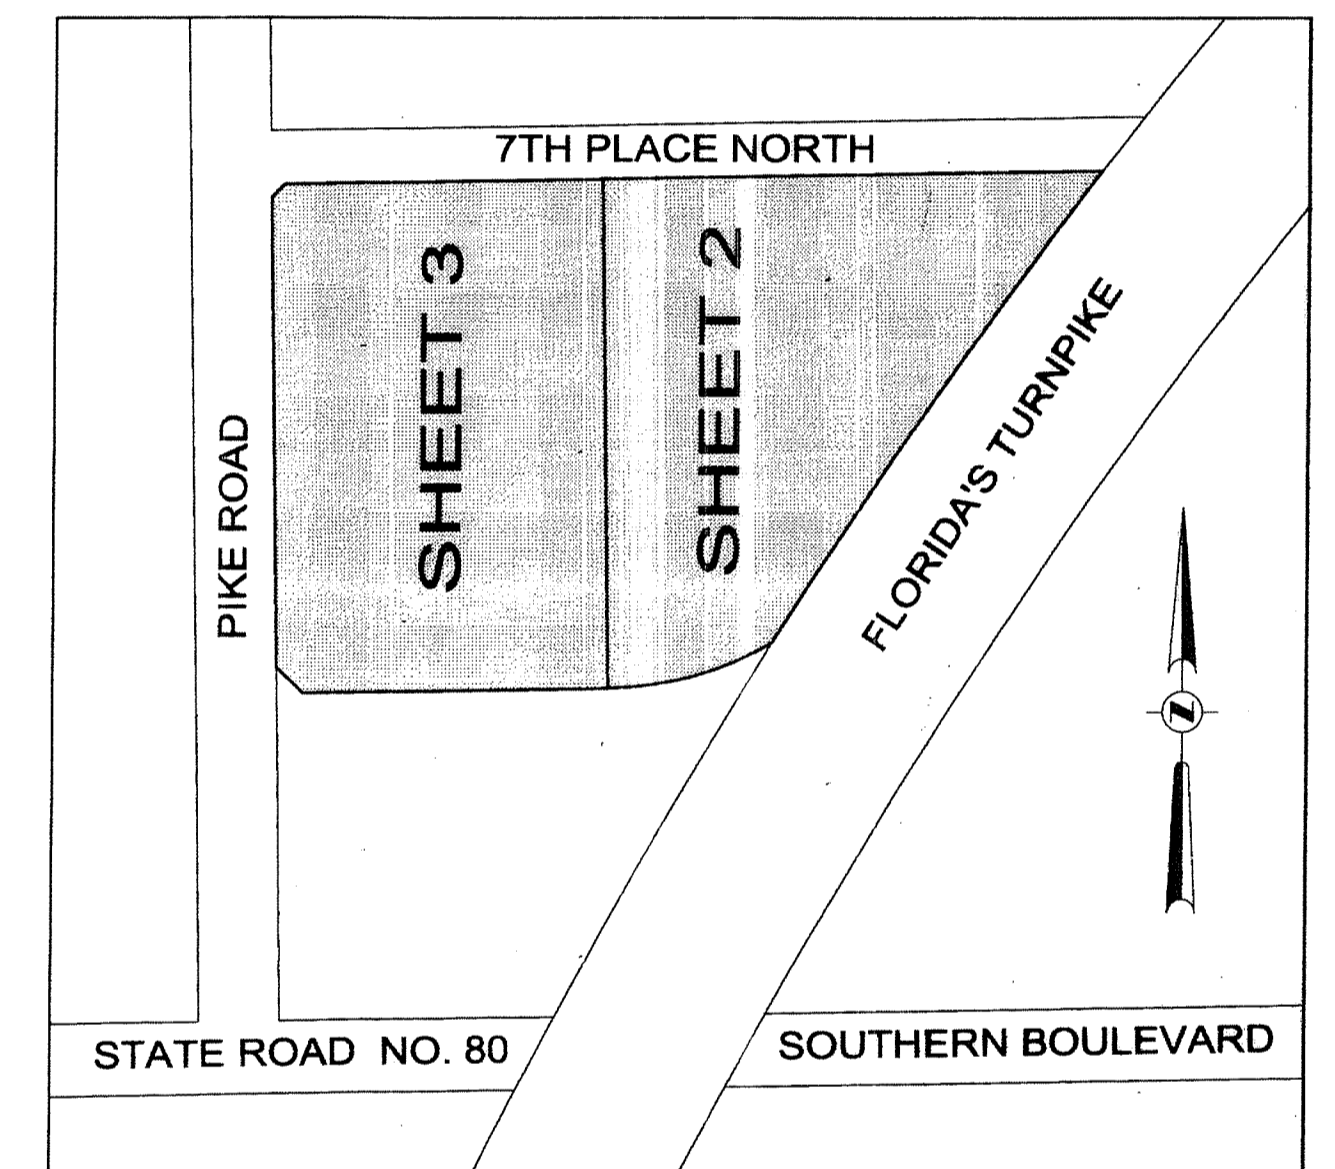 7TH PLACE NORTH
SHEET 3
SHEET 2
PIKE ROAD
FLORIDA'S TURNPIKE
N
STATE ROAD NO. 80
SOUTHERN BOULEVARD